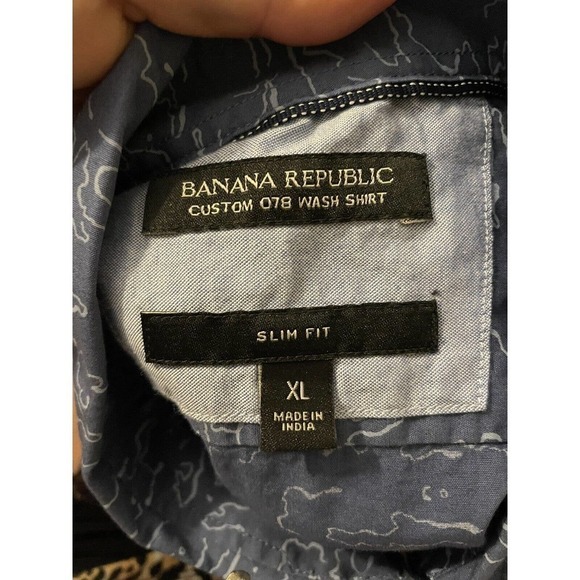 BANANA REPUBLIC
CUSTOM 078 WASH SHIRT
SLIM FIT
XL
MADE IN
INDIA